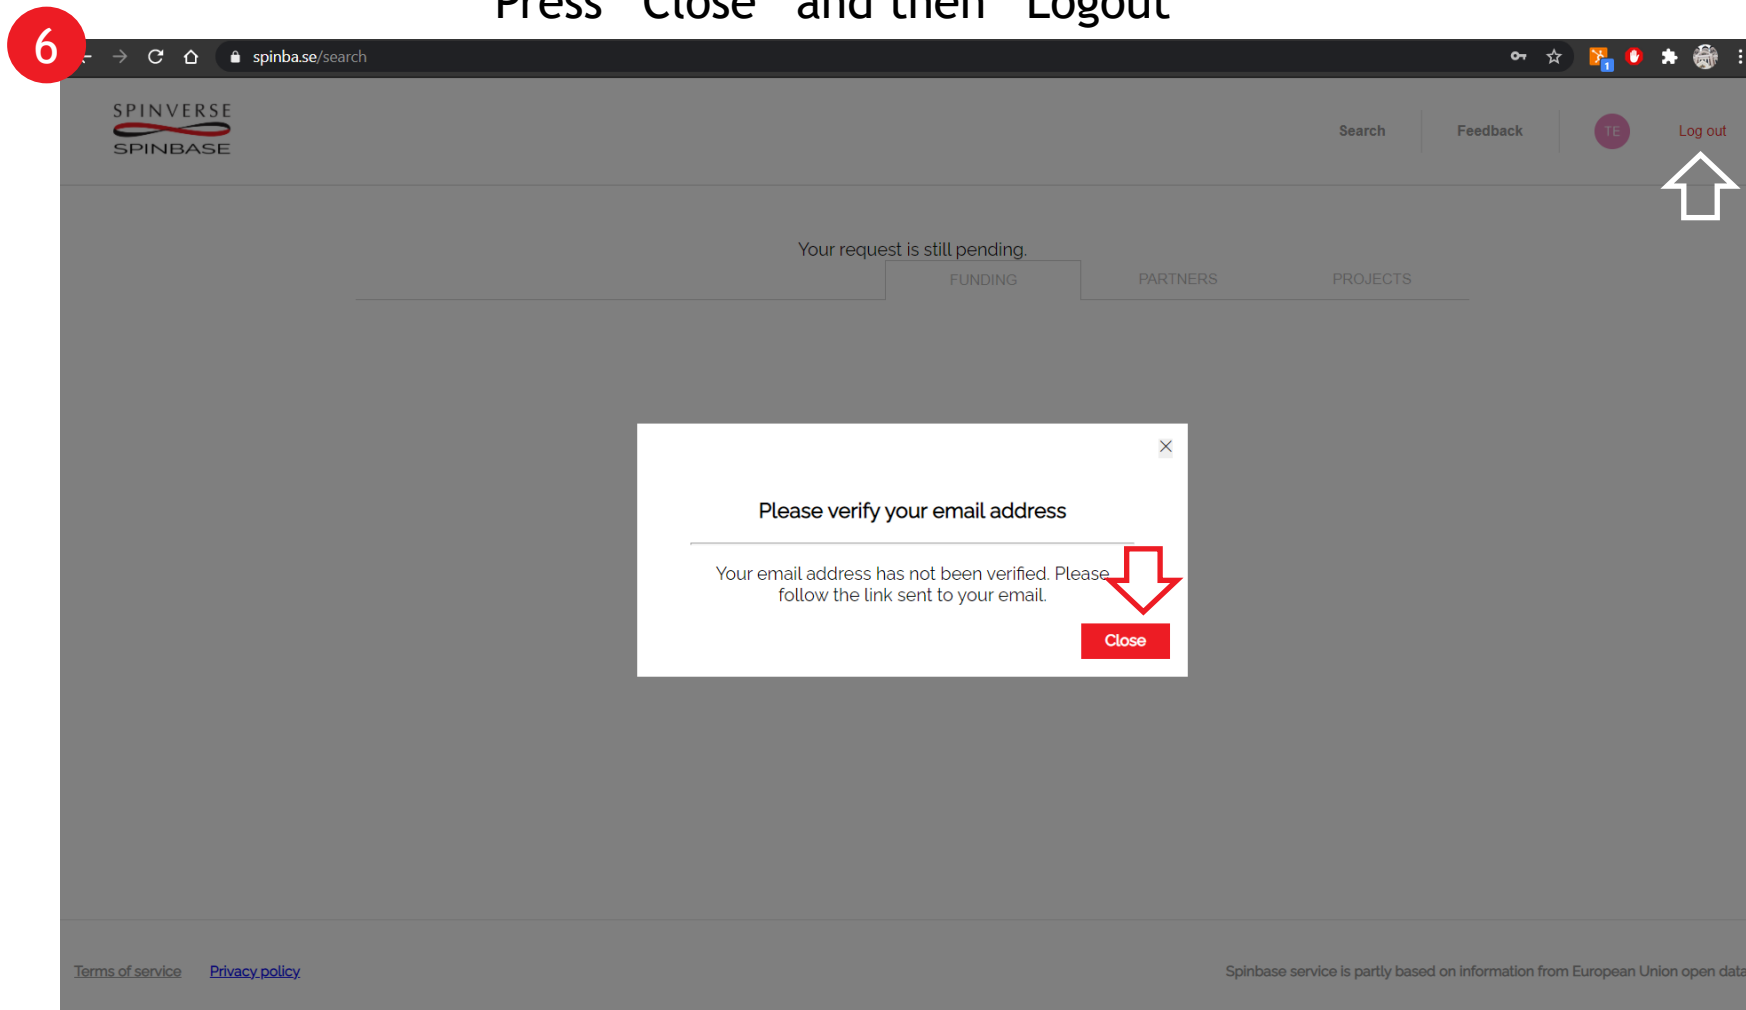 Press "Close" and then "Logout"
6
spinba.se/search
1
SPINVERSE
SPINBASE
Search
Feedback
TE
Log out
Your request is still pending.
FUNDING
PARTNERS
PROJECTS
Please verify your email address
Your email address has not been verified. Please
follow the link sent to your email.
Close
Terms of service
Privacy policy
Spinbase service is partly based on information from European Union open data